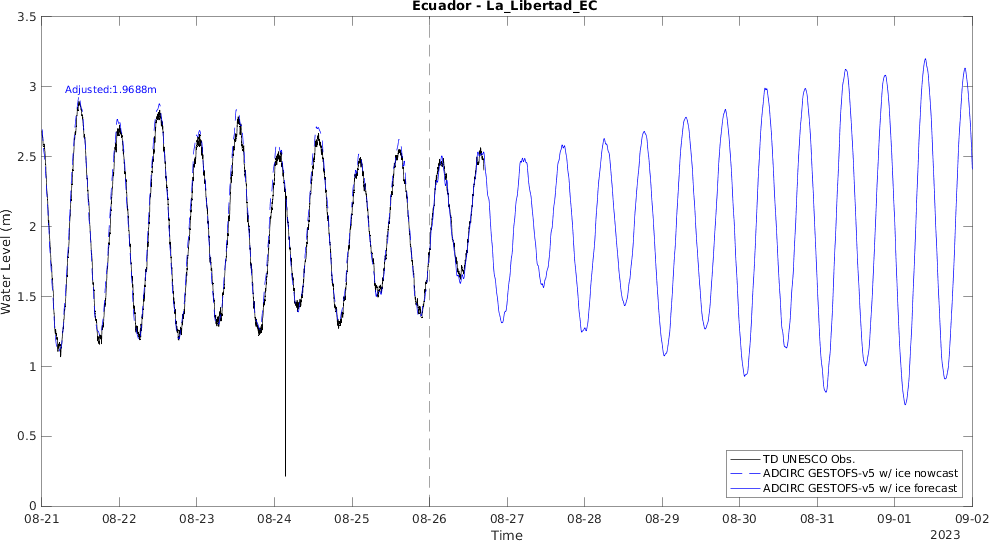 Ecuador - La_Libertad_EC
Adjusted:1.9688m
Water Level (m)
3.5
3
2.5
2
1.5
1
0.5
0
TD UNESCO Obs.
ADCIRC GESTOFS-v5 w/ ice nowcast
ADCIRC GESTOFS-v5 w/ ice forecast
08-21 08-22 08-23 08-24 08-25 08-26 08-27 08-28 08-29 08-30 08-31 09-01 09-02
Time
2023